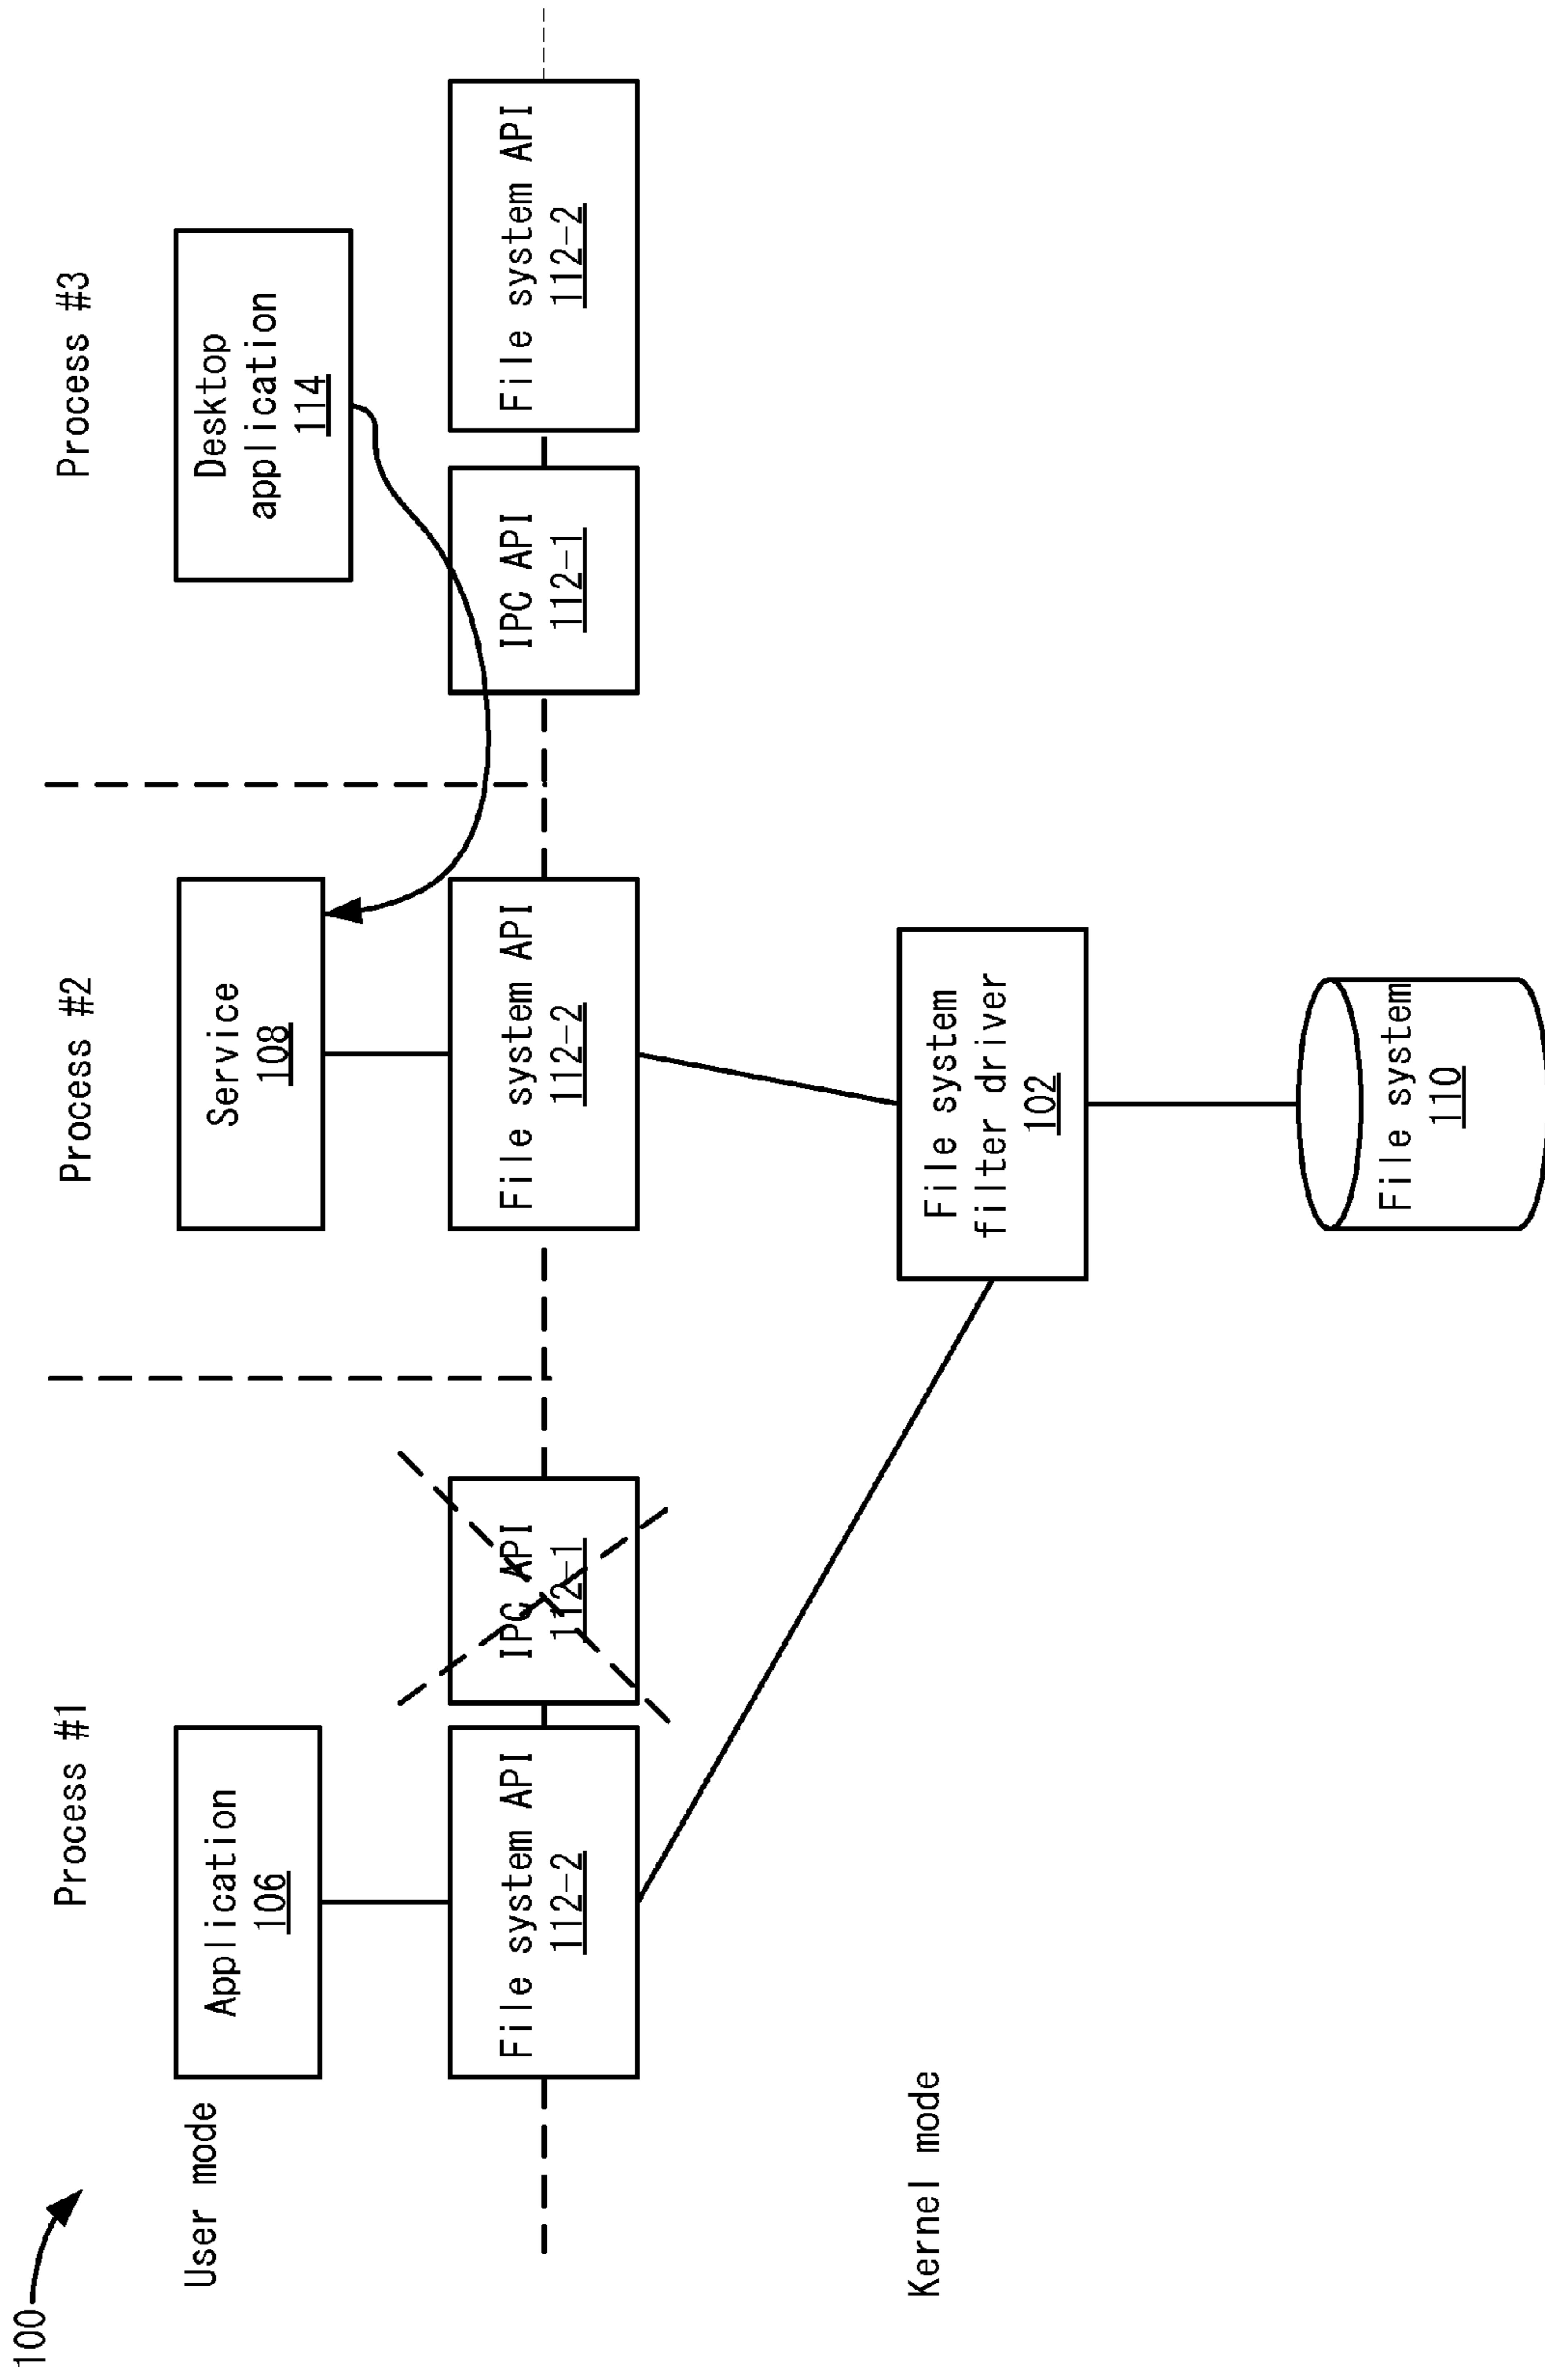 100
Process #1
Process #2
Process #3
User mode
Application
106
Service
108
Desktop
application
114
File system API
112-2
IPC API
112-1
File system API
112-2
IPC API
112-1
File system API
112-2
Kernel mode
File system
filter driver
102
File system
110